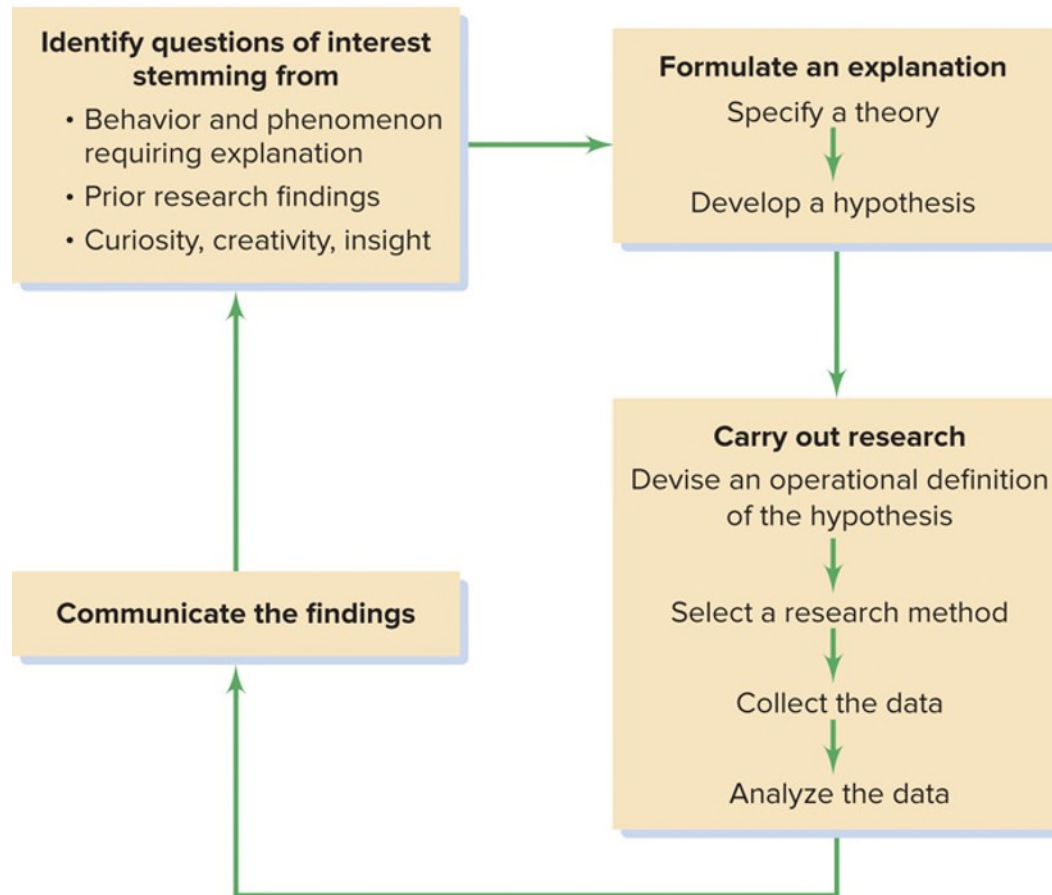 Identify questions of interest
stemming from
• Behavior and phenomenon
requiring explanation
• Prior research findings
• Curiosity, creativity, insight
Formulate an explanation
Specify a theory
Develop a hypothesis
Carry out research
Devise an operational definition
of the hypothesis
Select a research method
Collect the data
Analyze the data
Communicate the findings